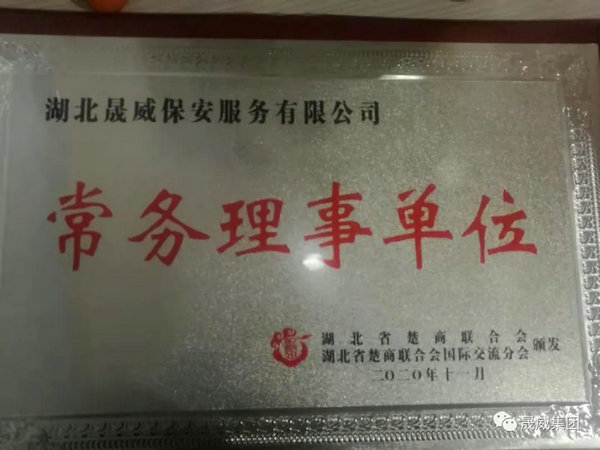 湖北晟威保安服务有限公司
常务理事单位
湖北省楚商联合会
湖北省楚商联合会国际交流分会 颁发
二〇二〇年十一月
晟威集团